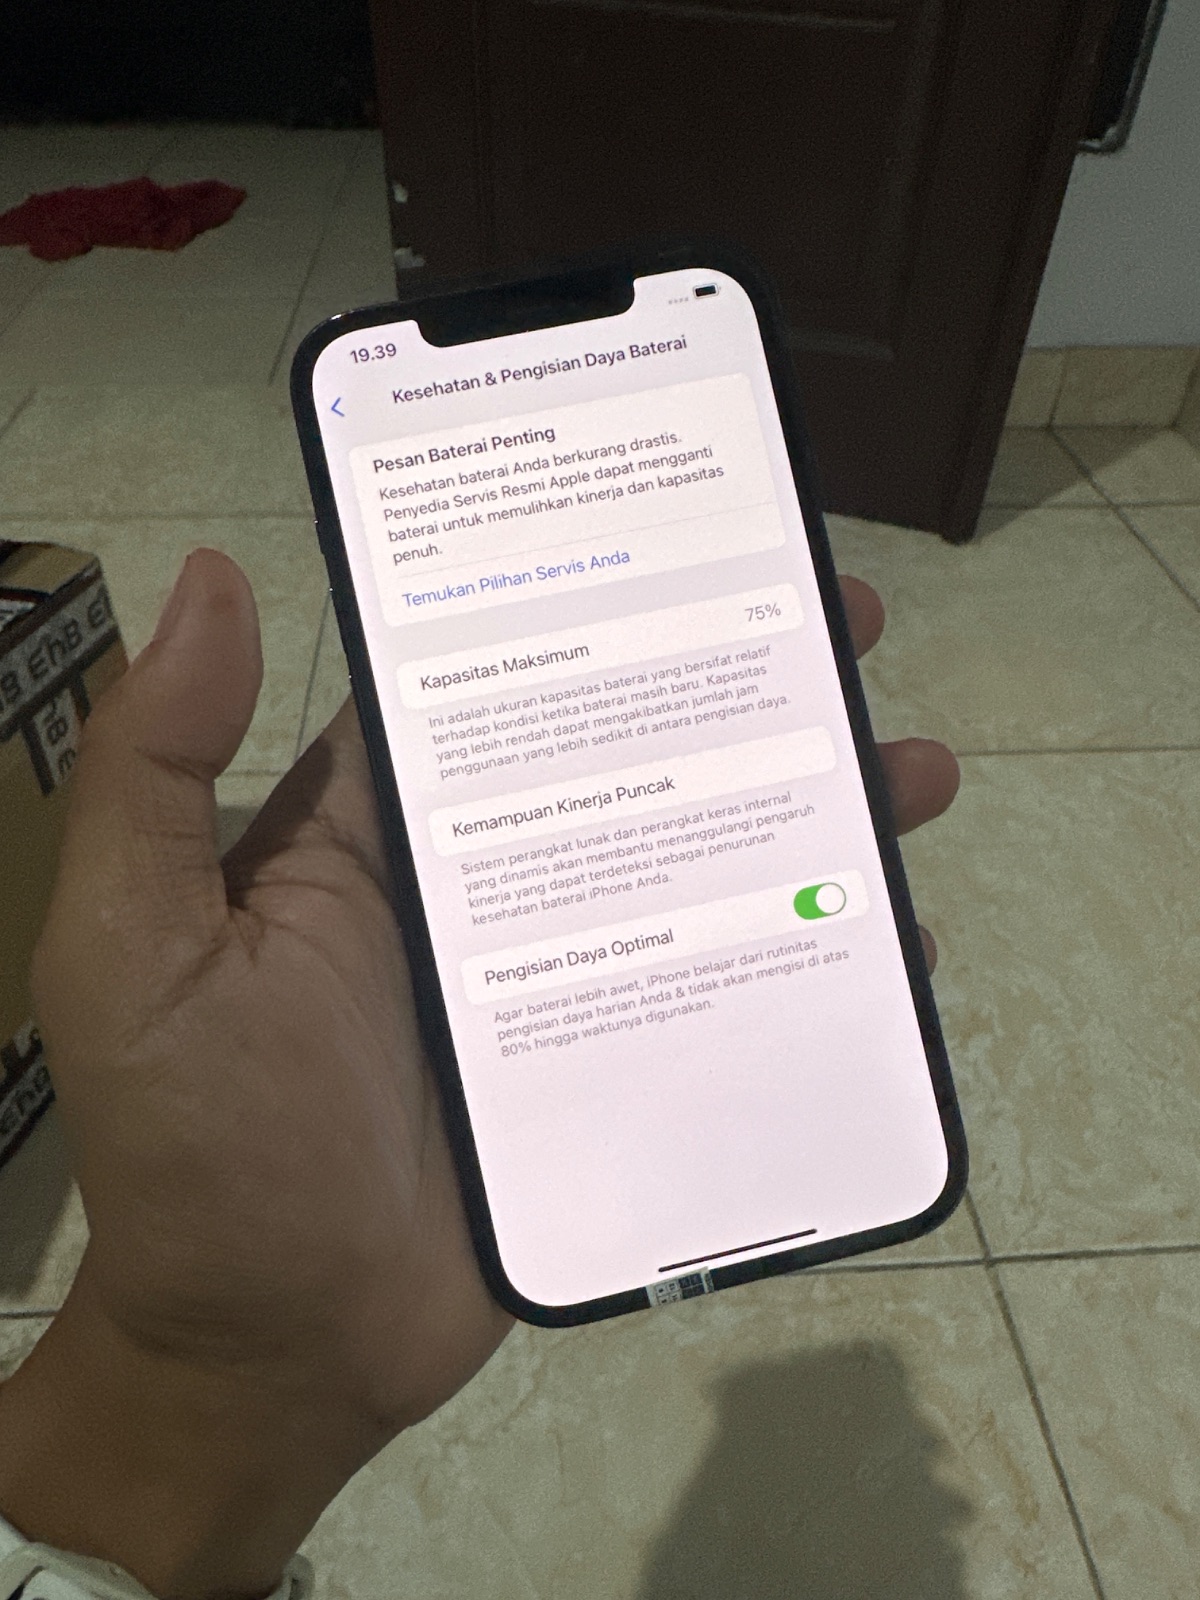 19.39
Kesehatan & Pengisian Daya Baterai
Pesan Baterai Penting
Kesehatan baterai Anda berkurang drastis.
Penyedia Servis Resmi Apple dapat mengganti
baterai untuk memulihkan kinerja dan kapasitas
penuh.
Temukan Pilihan Servis Anda
Kapasitas Maksimum 75%
Ini adalah ukuran kapasitas baterai yang bersifat relatif
terhadap kondisi ketika baterai masih baru. Kapasitas
yang lebih rendah dapat mengakibatkan jumlah jam
penggunaan yang lebih sedikit di antara pengisian daya.
Kemampuan Kinerja Puncak
Sistem perangkat lunak dan perangkat keras internal
yang dinamis akan membantu menanggulangi pengaruh
kinerja yang dapat terdeteksi sebagai penurunan
kesehatan baterai iPhone Anda.
Pengisian Daya Optimal
Agar baterai lebih awet, iPhone belajar dari rutinitas
pengisian daya harian Anda & tidak akan mengisi di atas
80% hingga waktunya digunakan.